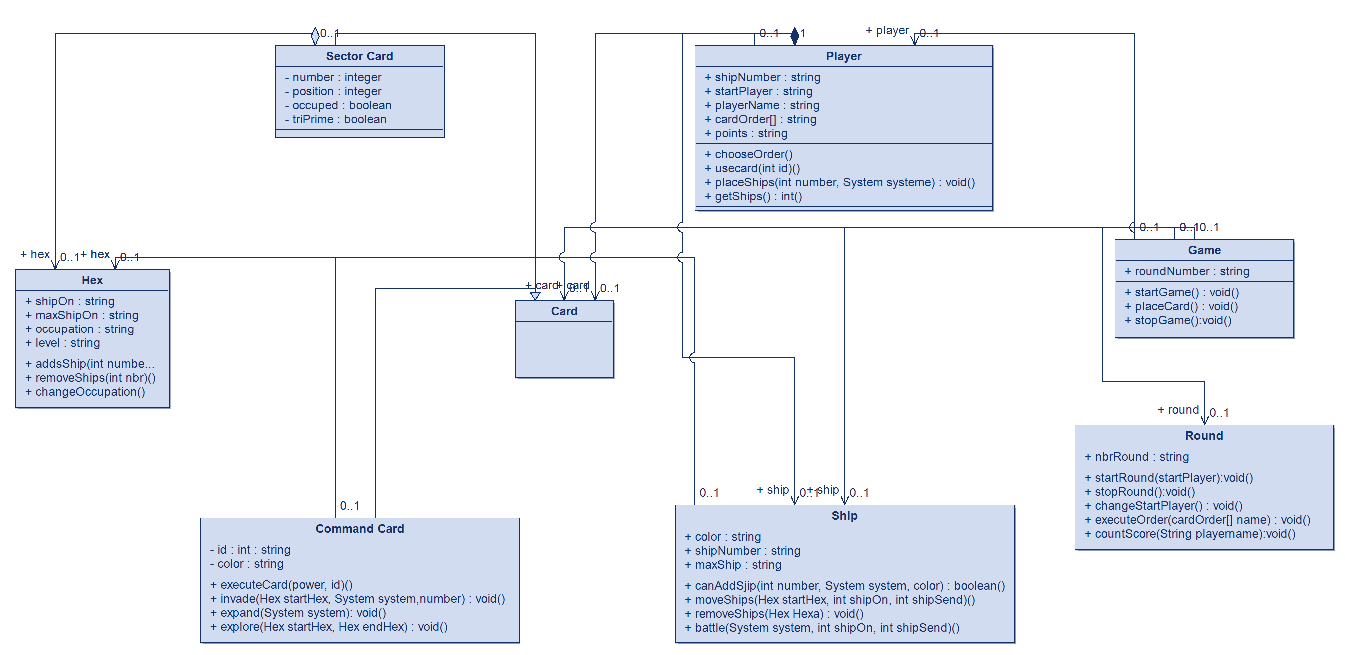 0..1
Sector Card
- number : integer
- position : integer
- occuped : boolean
- triPrime : boolean
0..1
1
+ player
0..1
Player
+ shipNumber : string
+ startPlayer : string
+ playerName : string
+ cardOrder[] : string
+ points : string
+ chooseOrder()
+ usecard(int id)()
+ placeShips(int number, System systeme) : void()
+ getShips() : int()
0..1
0..1
0..1
Game
+ roundNumber : string
+ startGame() : void()
+ placeCard() : void()
+ stopGame():void()
+ hex
0..1
+ hex
0..1
Hex
+ shipOn : string
+ maxShipOn : string
+ occupation : string
+ level : string
+ addsShip(int numbe...
+ removeShips(int nbr)()
+ changeOccupation()
+ card
+ card
0..1
0..1
Card
+ round
0..1
Round
+ nbrRound : string
+ startRound(startPlayer):void()
+ stopRound():void()
+ changeStartPlayer() : void()
+ executeOrder(cardOrder[] name) : void()
+ countScore(String playername):void()
0..1
Command Card
- id : int : string
- color : string
+ executeCard(power, id)()
+ invade(Hex startHex, System system,number) : void()
+ expand(System system): void()
+ explore(Hex startHex, Hex endHex) : void()
0..1
+ ship
0..1
+ ship
0..1
Ship
+ color : string
+ shipNumber : string
+ maxShip : string
+ canAddSjip(int number, System system, color) : boolean()
+ moveShips(Hex startHex, int shipOn, int shipSend)()
+ removeShips(Hex Hexa) : void()
+ battle(System system, int shipOn, int shipSend)()